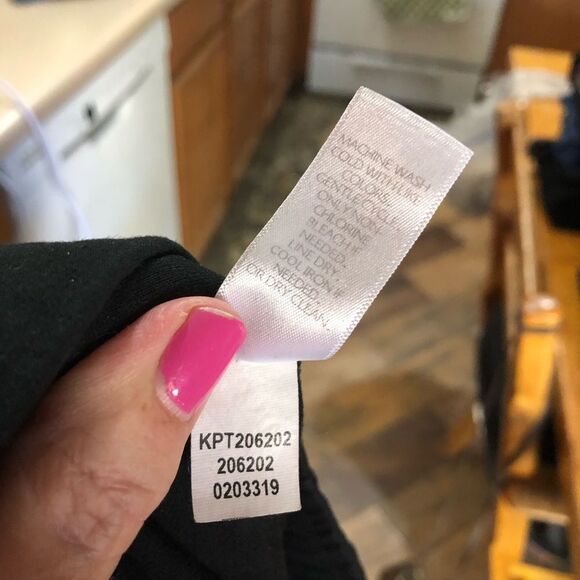 MACHINE WASH
COLD WITH LIKE
COLORS.
GENTLE CYCLE.
ONLY NON-
CHLORINE
BLEACH IF
NEEDED.
LINE DRY.
COOL IRON IF
NEEDED.
OR DRY CLEAN.
KPT206202
206202
0203319